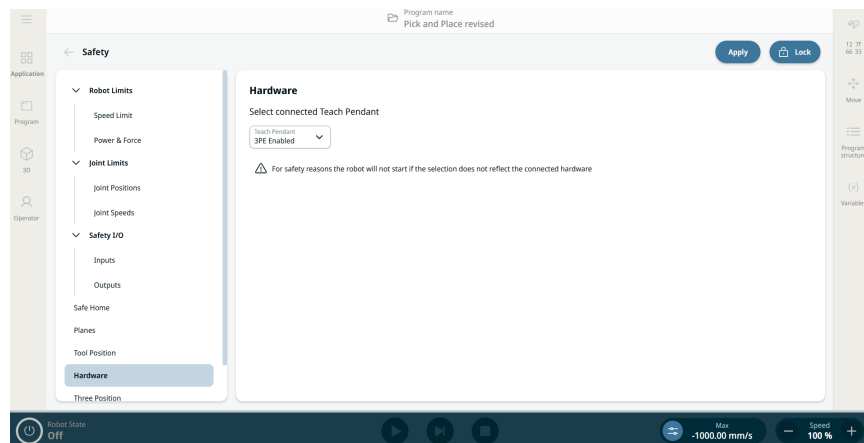 Program name
Pick and Place revised
Safety
Apply
Lock
12 7f
66 33
Application
Program
3D
Operator
Move
Program
structure
(x)
Variable
Robot Limits
Speed Limit
Power & Force
Joint Limits
Joint Positions
Joint Speeds
Safety I/O
Inputs
Outputs
Safe Home
Planes
Tool Position
Hardware
Three Position
Hardware
Select connected Teach Pendant
Teach Pendant
3PE Enabled
For safety reasons the robot will not start if the selection does not reflect the connected hardware
Robot State
Off
Max
-1000.00 mm/s
Speed
100 %